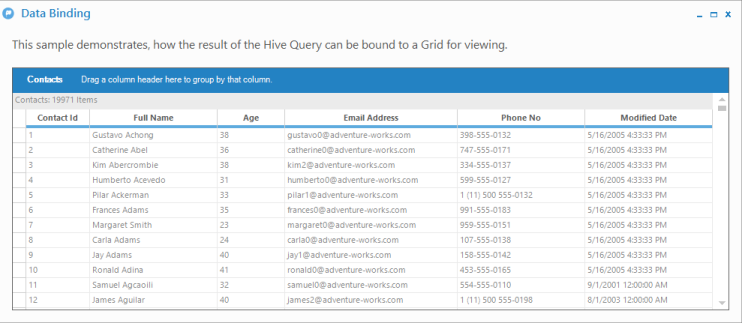 Data Binding
This sample demonstrates, how the result of the Hive Query can be bound to a Grid for viewing.
Contacts Drag a column header here to group by that column.
Contacts: 19971 Items
Contact Id Full Name Age Email Address Phone No Modified Date
1 Gustavo Achong 38 gustavo0@adventure-works.com 398-555-0132 5/16/2005 4:33:33 PM
2 Catherine Abel 36 catherine0@adventure-works.com 747-555-0171 5/16/2005 4:33:33 PM
3 Kim Abercrombie 38 kim2@adventure-works.com 334-555-0137 5/16/2005 4:33:33 PM
4 Humberto Acevedo 31 humberto0@adventure-works.com 599-555-0127 5/16/2005 4:33:33 PM
5 Pilar Ackerman 33 pilar1@adventure-works.com 1 (11) 500 555-0132 5/16/2005 4:33:33 PM
6 Frances Adams 35 frances0@adventure-works.com 991-555-0183 5/16/2005 4:33:33 PM
7 Margaret Smith 23 margaret0@adventure-works.com 959-555-0151 5/16/2005 4:33:33 PM
8 Carla Adams 24 carla0@adventure-works.com 107-555-0138 5/16/2005 4:33:33 PM
9 Jay Adams 40 jay1@adventure-works.com 158-555-0142 5/16/2005 4:33:33 PM
10 Ronald Adina 41 ronald0@adventure-works.com 453-555-0165 5/16/2005 4:33:33 PM
11 Samuel Agcaoili 32 samuel0@adventure-works.com 554-555-0110 9/1/2001 12:00:00 AM
12 James Aguilar 40 james2@adventure-works.com 1 (11) 500 555-0198 8/1/2003 12:00:00 AM